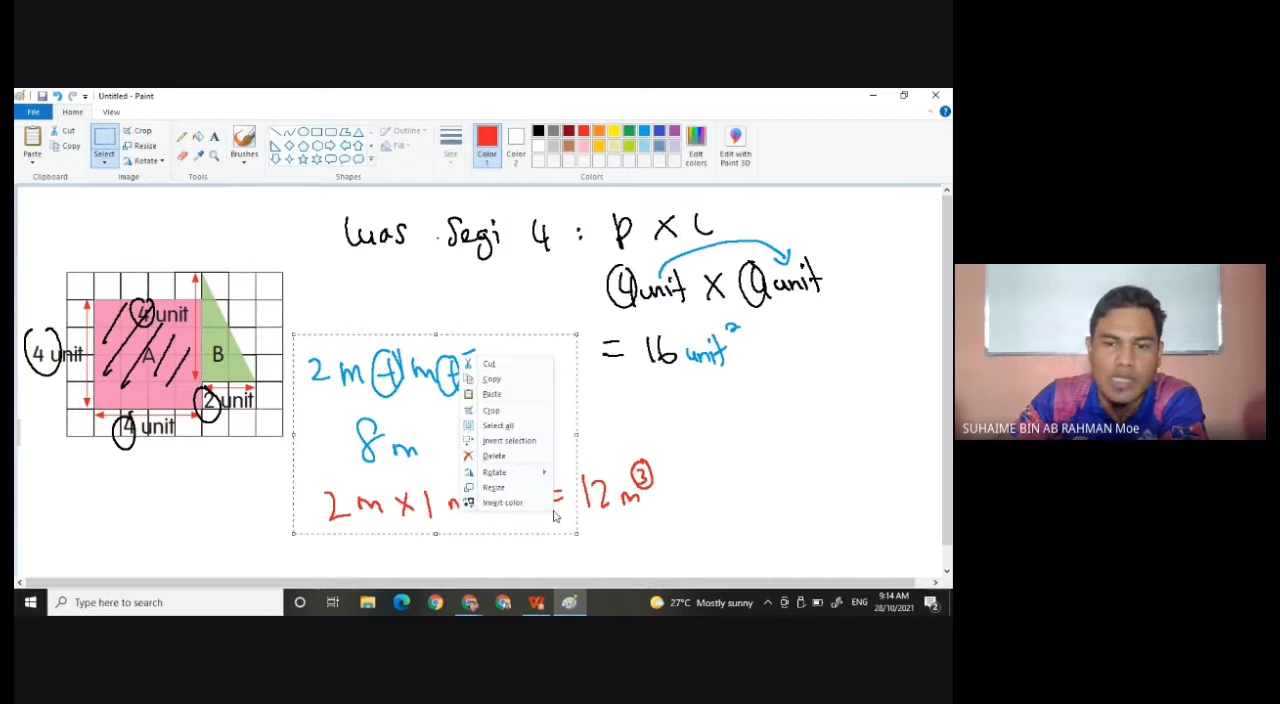 Untitled - Paint
File Home View
Cut
Copy
Paste
Clipboard
Crop
Resize
Rotate
Select
Image
A
Tools
Brushes
Outline
Fill
Shapes
Size
Color 1
Color 2
Edit colors
Edit with Paint 3D
Colors
Luas Segi 4 : P X L
4 unit X 4 unit
= 16 unit²
4 unit
4 unit
A
B
2 unit
4 unit
2 m + m +
8 m
2 m x 1 m = 12 m³
Cut
Copy
Paste
Crop
Select all
Invert selection
Delete
Rotate
Resize
Invert color
Type here to search
27°C Mostly sunny
ENG
9:14 AM
28/10/2021
2
SUHAIME BIN AB RAHMAN Moe